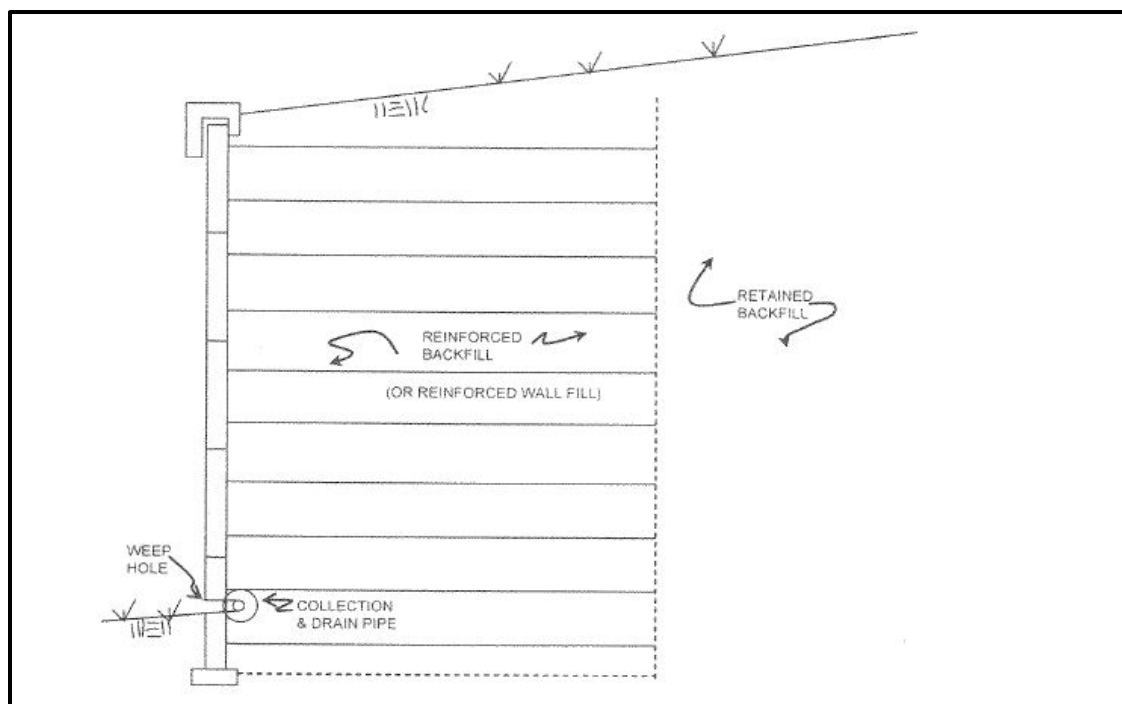 RETAINED
BACKFILL
REINFORCED
BACKFILL
(OR REINFORCED WALL FILL)
WEEP
HOLE
COLLECTION
& DRAIN PIPE